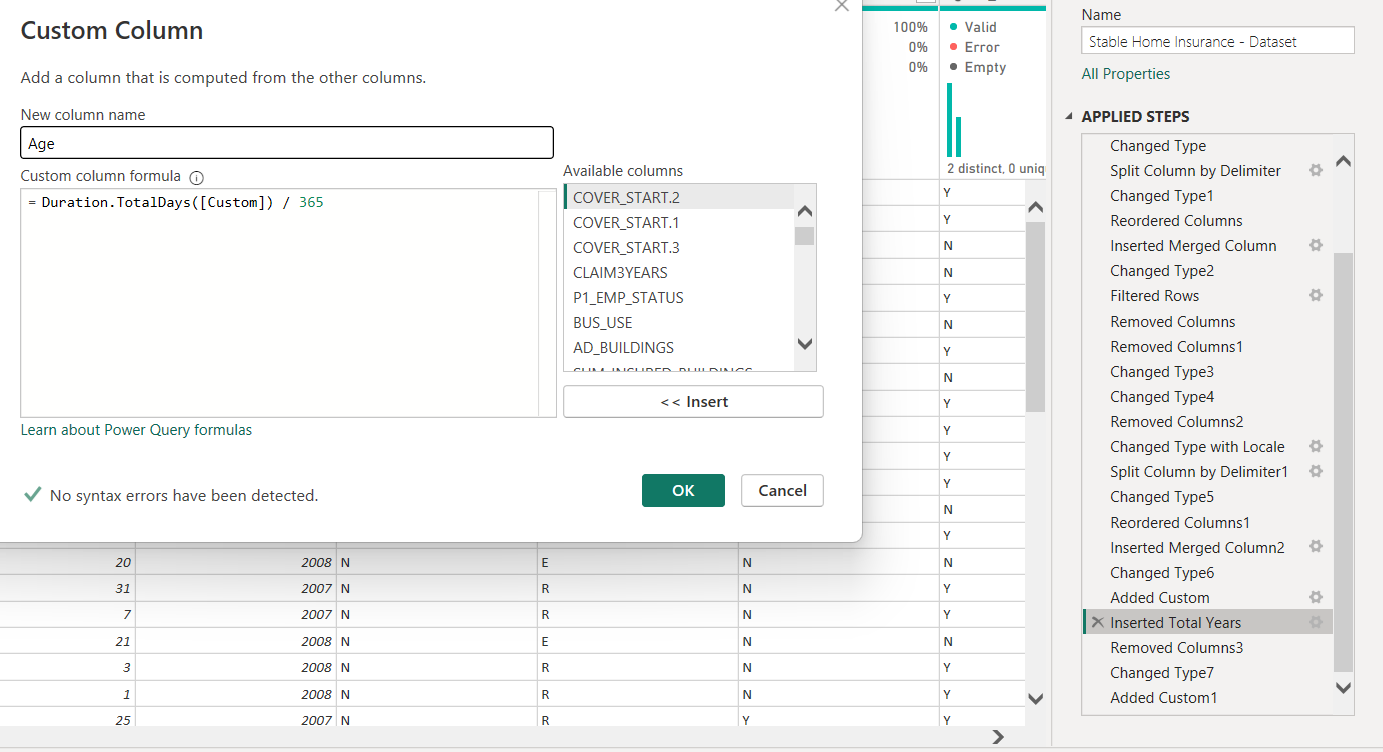 Custom Column
Add a column that is computed from the other columns.
New column name
Age
Custom column formula
= Duration.TotalDays([Custom]) / 365
Available columns
COVER_START.2
COVER_START.1
COVER_START.3
CLAIM3YEARS
P1_EMP_STATUS
BUS_USE
AD_BUILDINGS
SUM_INSURED_BUILDINGS
<< Insert
Learn about Power Query formulas
No syntax errors have been detected.
OK
Cancel
100%
0%
0%
Valid
Error
Empty
2 distinct, 0 uniq
Y
Y
N
N
Y
N
Y
N
Y
Y
Y
Y
N
Y
20 2008 N E N N
31 2007 N R N Y
7 2007 N R N Y
21 2008 N E N N
3 2008 N R N Y
1 2008 N R N Y
25 2007 N R Y Y
Name
Stable Home Insurance - Dataset
All Properties
APPLIED STEPS
Changed Type
Split Column by Delimiter
Changed Type1
Reordered Columns
Inserted Merged Column
Changed Type2
Filtered Rows
Removed Columns
Removed Columns1
Changed Type3
Changed Type4
Removed Columns2
Changed Type with Locale
Split Column by Delimiter1
Changed Type5
Reordered Columns1
Inserted Merged Column2
Changed Type6
Added Custom
Inserted Total Years
Removed Columns3
Changed Type7
Added Custom1